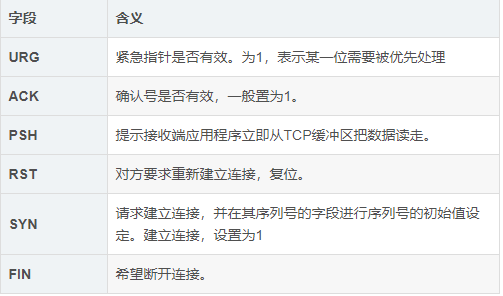 字段 含义
URG 紧急指针是否有效。为1，表示某一位需要被优先处理
ACK 确认号是否有效，一般置为1。
PSH 提示接收端应用程序立即从TCP缓冲区把数据读走。
RST 对方要求重新建立连接，复位。
SYN 请求建立连接，并在其序列号的字段进行序列号的初始值设
定。建立连接，设置为1
FIN 希望断开连接。